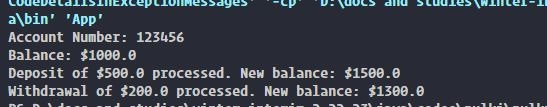 CodeDetailsInExceptionMessages' '-cp' 'D:\docs and studies\Winter-i
a\bin' 'App'
Account Number: 123456
Balance: $1000.0
Deposit of $500.0 processed. New balance: $1500.0
Withdrawal of $200.0 processed. New balance: $1300.0